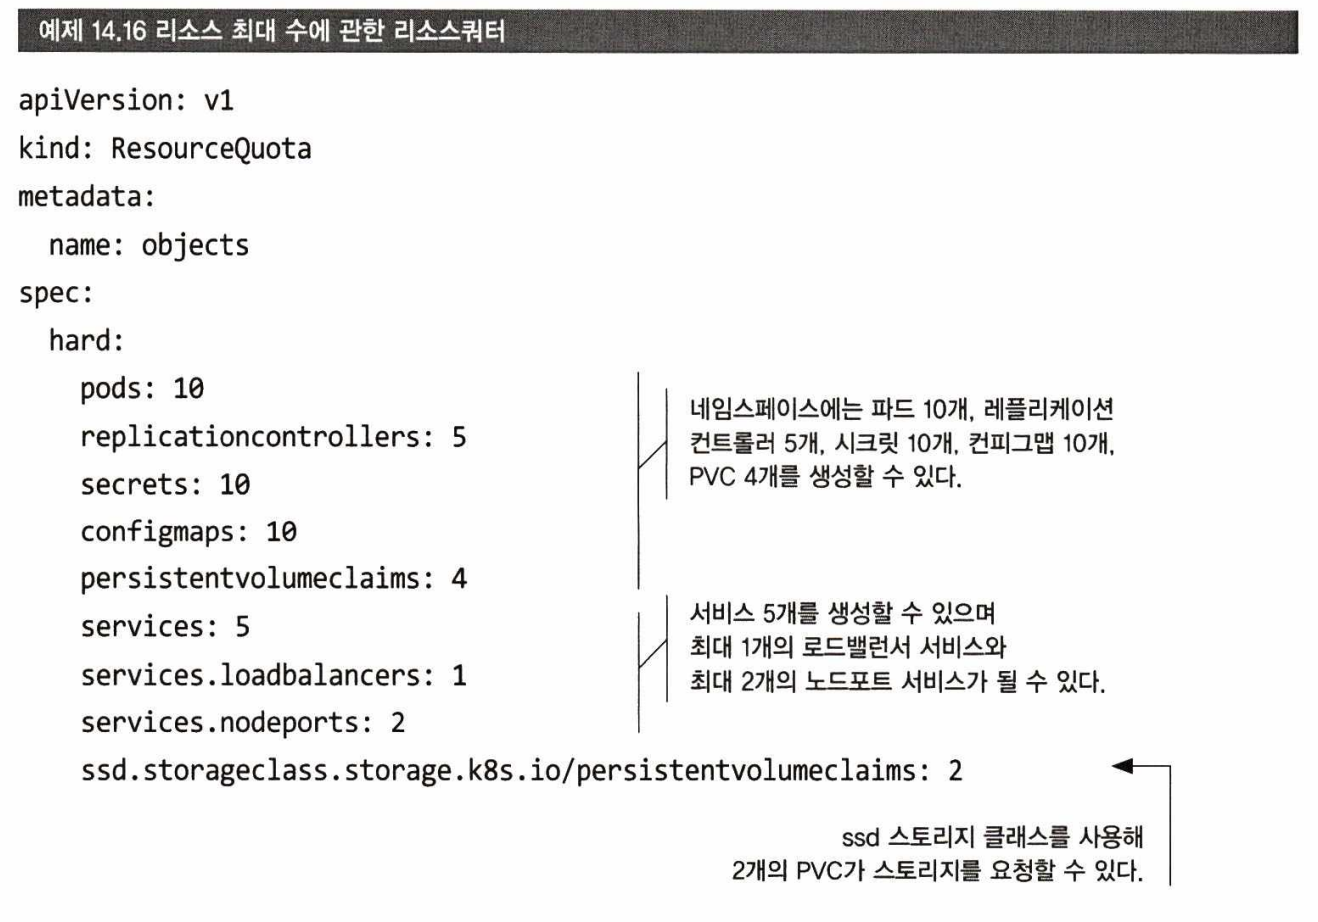 예제 14.16 리소스 최대 수에 관한 리소스쿼터
apiVersion: v1
kind: ResourceQuota
metadata:
  name: objects
spec:
  hard:
    pods: 10
    replicationcontrollers: 5
    secrets: 10
    configmaps: 10
    persistentvolumeclaims: 4
네임스페이스에는 파드 10개, 레플리케이션
컨트롤러 5개, 시크릿 10개, 컨피그맵 10개,
PVC 4개를 생성할 수 있다.
    services: 5
    services.loadbalancers: 1
    services.nodeports: 2
서비스 5개를 생성할 수 있으며
최대 1개의 로드밸런서 서비스와
최대 2개의 노드포트 서비스가 될 수 있다.
    ssd.storageclass.storage.k8s.io/persistentvolumeclaims: 2
ssd 스토리지 클래스를 사용해
2개의 PVC가 스토리지를 요청할 수 있다.